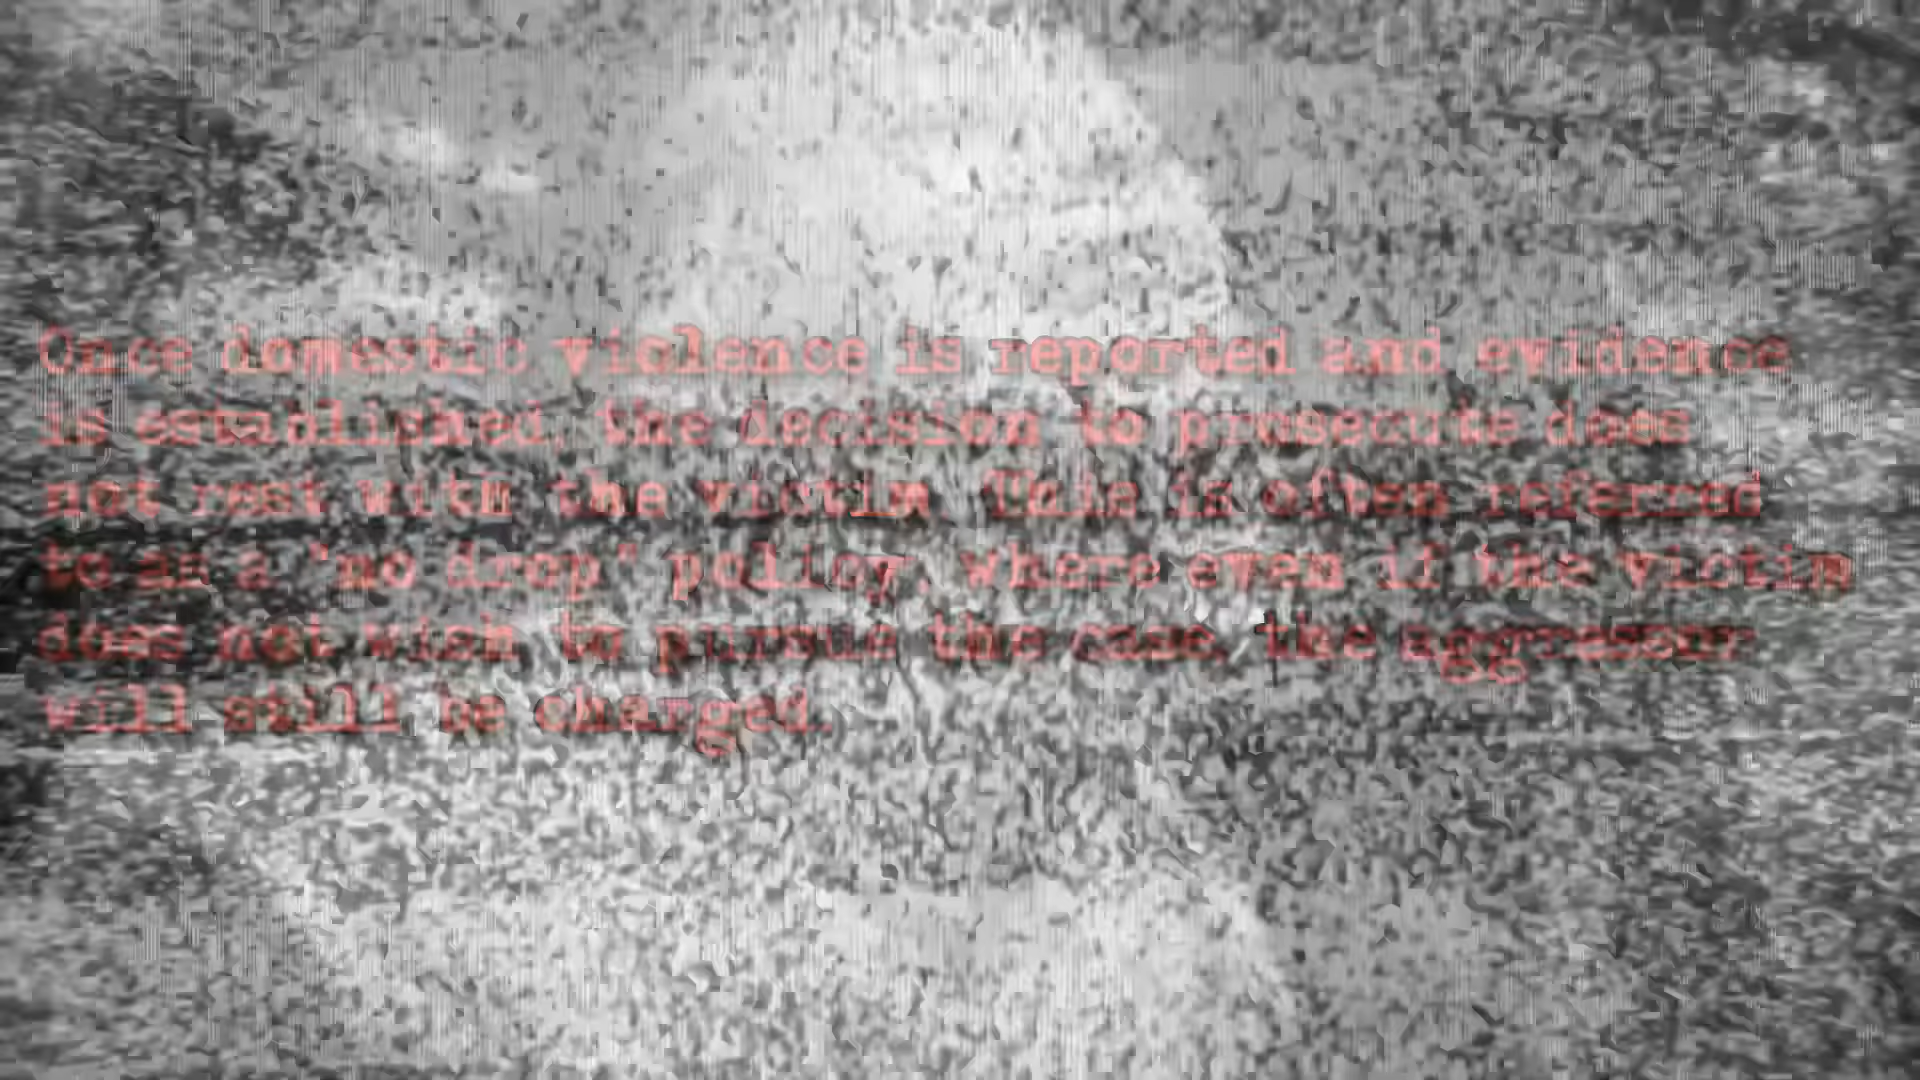 Once domestic violence is reported and evidence
is established, the decision to prosecute does
not rest with the victim. This is often referred
to as a "no drop" policy, where even if the victim
does not wish to pursue the case, the aggressor
will still be charged.